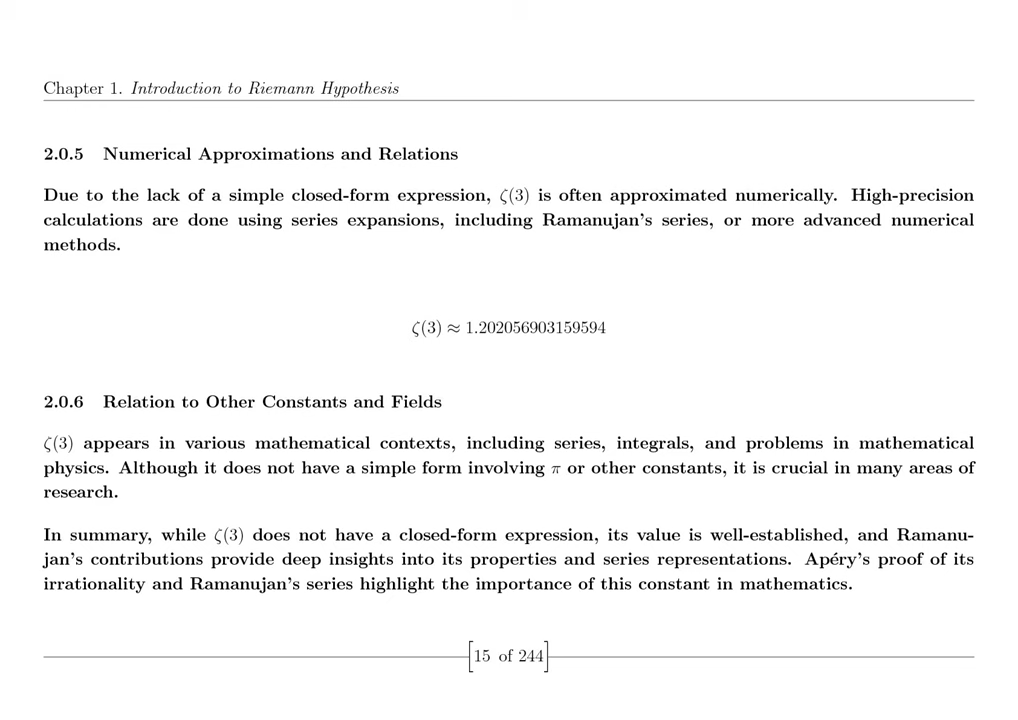 Chapter 1. Introduction to Riemann Hypothesis
2.0.5 Numerical Approximations and Relations
Due to the lack of a simple closed-form expression, ζ(3) is often approximated numerically. High-precision
calculations are done using series expansions, including Ramanujan's series, or more advanced numerical
methods.
ζ(3) ≈ 1.202056903159594
2.0.6 Relation to Other Constants and Fields
ζ(3) appears in various mathematical contexts, including series, integrals, and problems in mathematical
physics. Although it does not have a simple form involving π or other constants, it is crucial in many areas of
research.
In summary, while ζ(3) does not have a closed-form expression, its value is well-established, and Ramanu-
jan's contributions provide deep insights into its properties and series representations. Apéry's proof of its
irrationality and Ramanujan's series highlight the importance of this constant in mathematics.
[15 of 244]